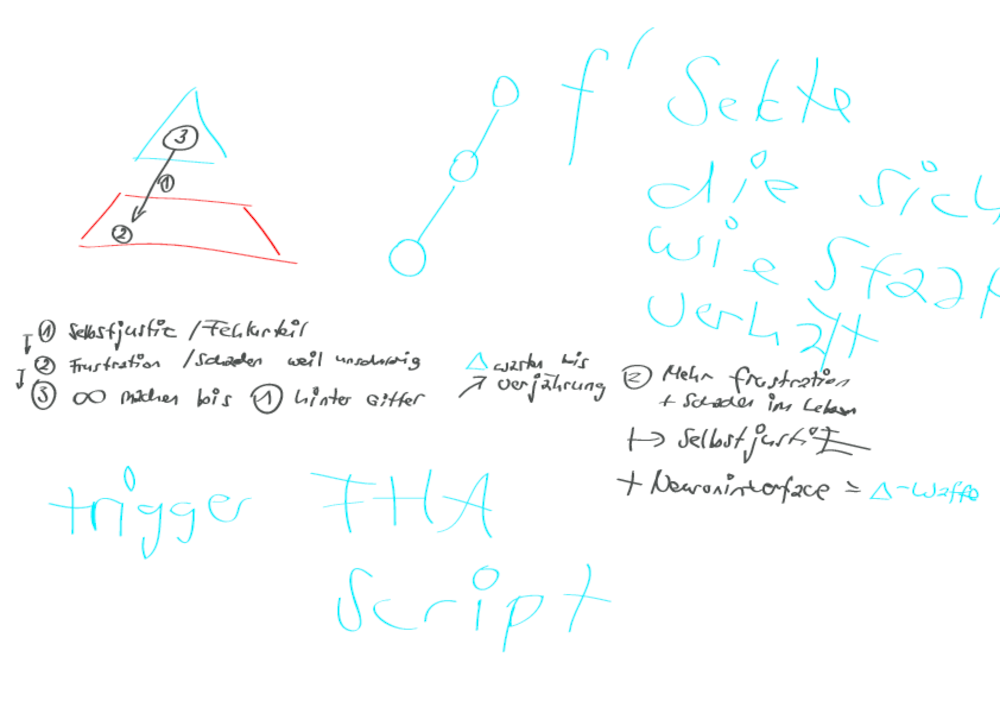 f' Sekte
die sich
wie Staat
verhält
③
①
②
① Selbstjustiz / Fehlurteil
② Frustration / Schaden weil unschuldig
③ ∞ machen bis ① hinter Gitter
△ warten bis
↗ verjährung
② Mehr frustration
+ Schaden im Leben
↦ Selbstjustiz
+ Neuroninterface = △-Waffe
trigger FHA
Script